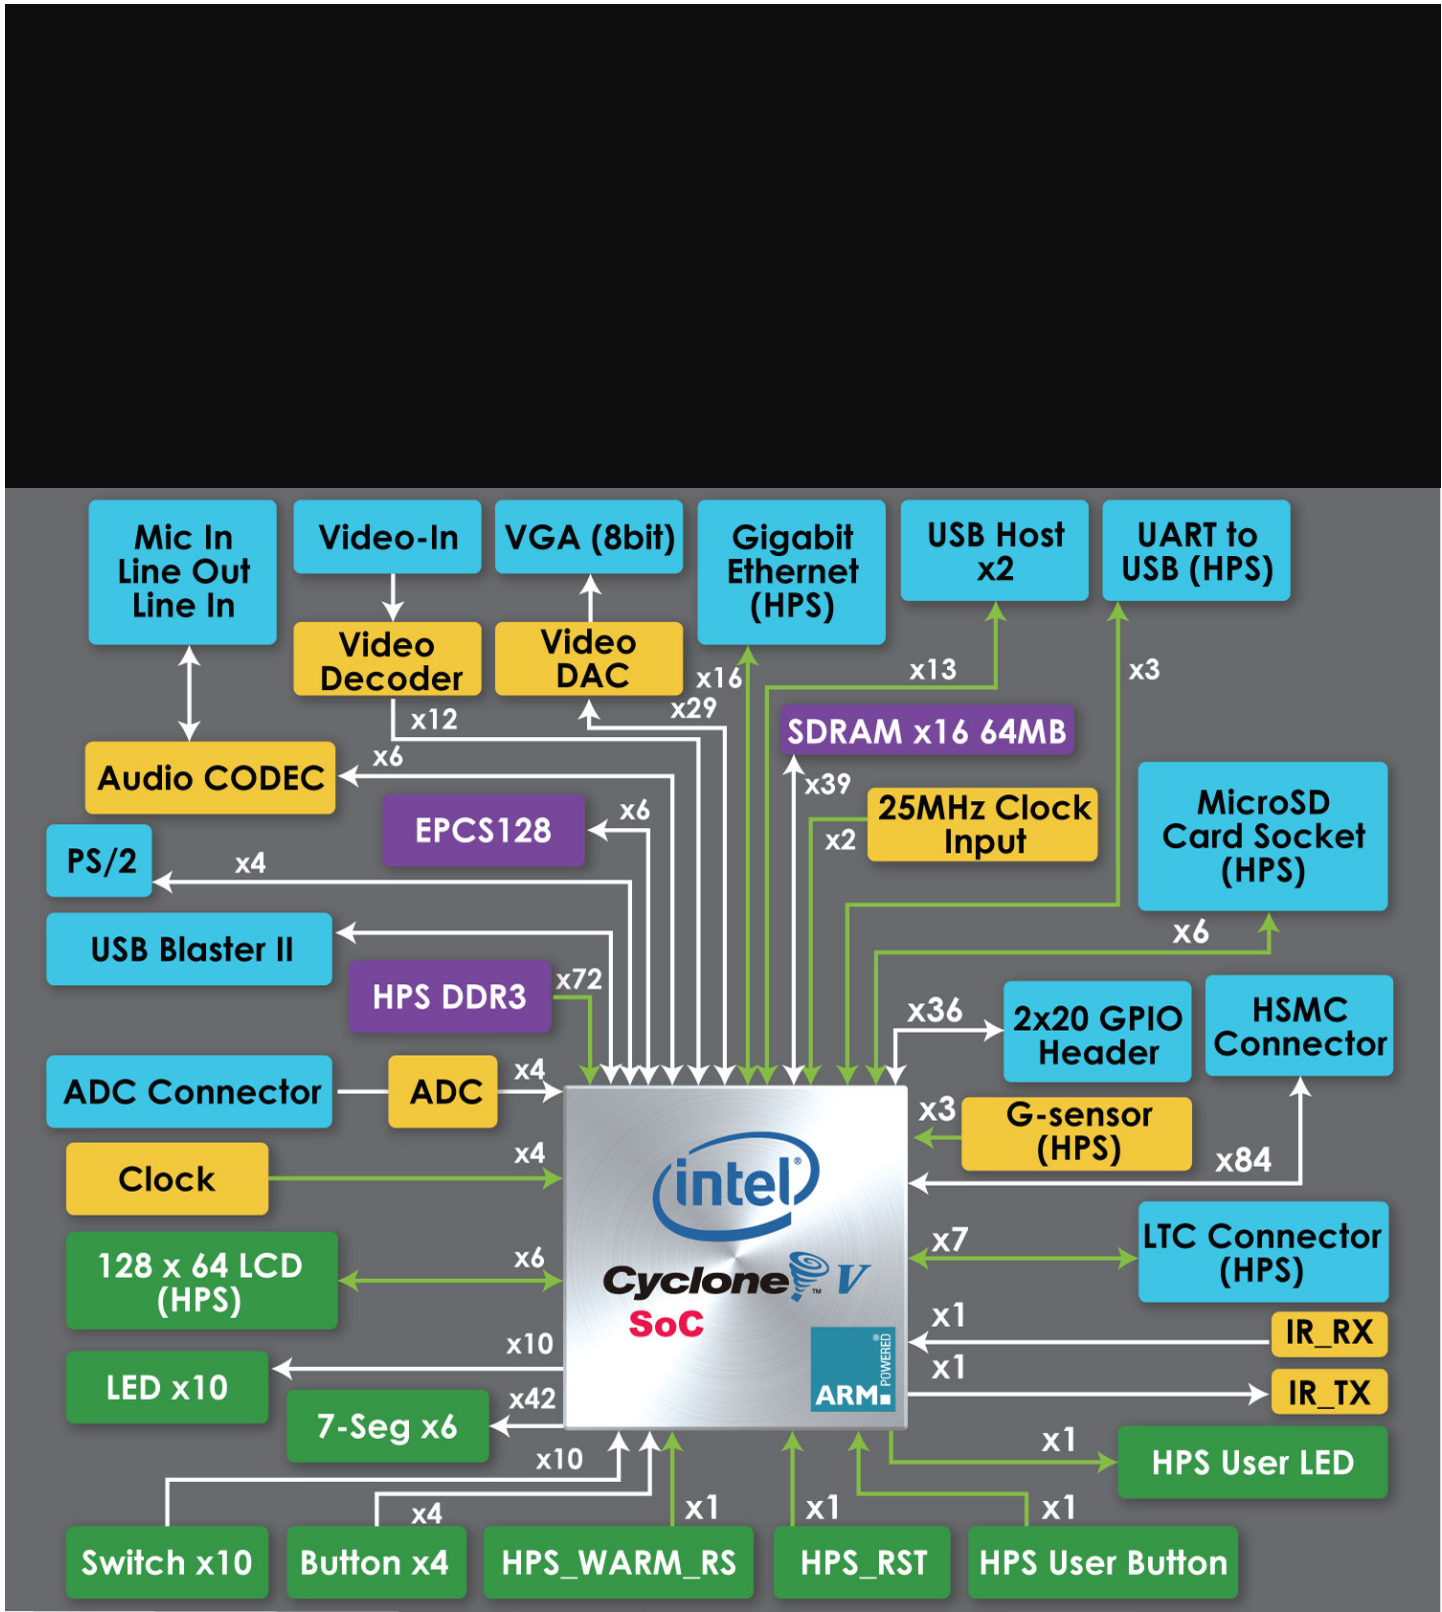 Mic In
Line Out
Line In
Video-In
VGA (8bit)
Gigabit
Ethernet
(HPS)
USB Host
x2
UART to
USB (HPS)
Video
Decoder
Video
DAC
x16
x13
x3
x12
x29
SDRAM x16 64MB
Audio CODEC
x6
x39
25MHz Clock
Input
x2
MicroSD
Card Socket
(HPS)
EPCS128
x6
PS/2
x4
USB Blaster II
x6
HPS DDR3
x72
x36
2x20 GPIO
Header
HSMC
Connector
ADC Connector
ADC
x4
x3
G-sensor
(HPS)
Clock
x4
x84
intel®
128 x 64 LCD
(HPS)
x6
x7
LTC Connector
(HPS)
Cyclone™ V
SoC
x1
IR_RX
LED x10
x10
ARM POWERED®
x1
IR_TX
7-Seg x6
x42
x10
x1
HPS User LED
x4
x1
x1
x1
Switch x10
Button x4
HPS_WARM_RS
HPS_RST
HPS User Button